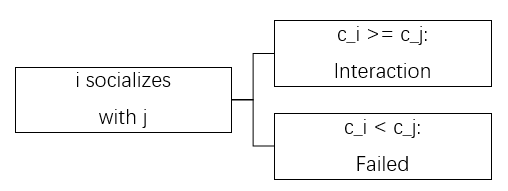 i socializes
with j
c_i >= c_j:
Interaction
c_i < c_j:
Failed